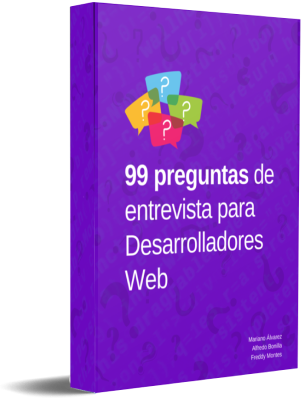 99 preguntas de
entrevista para
Desarrolladores
Web
Mariano Álvarez
Alfredo Bonilla
Freddy Montes